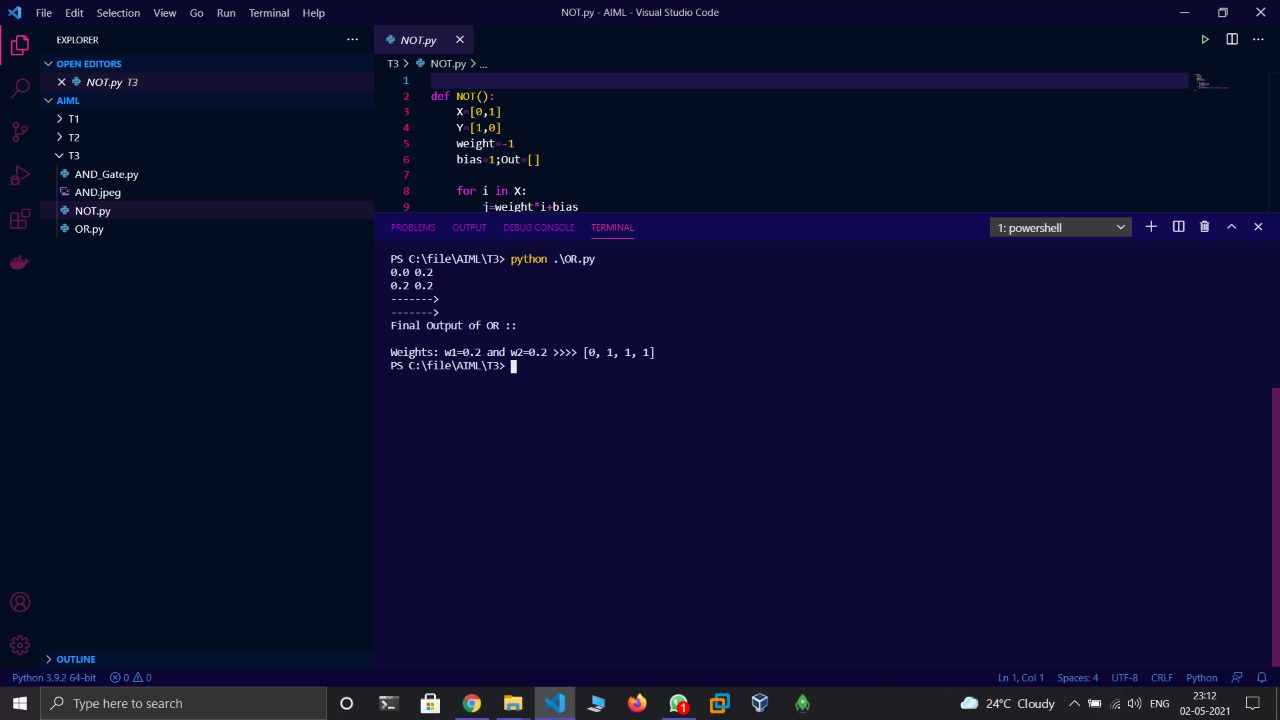 File Edit Selection View Go Run Terminal Help
NOT.py - AIML - Visual Studio Code
EXPLORER
OPEN EDITORS
NOT.py T3
AIML
T1
T2
T3
AND_Gate.py
AND.jpeg
NOT.py
OR.py
OUTLINE
NOT.py
T3 > NOT.py > ...
1
2 def NOT():
3 X=[0,1]
4 Y=[1,0]
5 weight=-1
6 bias=1;Out=[]
7
8 for i in X:
9 j=weight*i+bias
PROBLEMS OUTPUT DEBUG CONSOLE TERMINAL
1: powershell
PS C:\file\AIML\T3> python .\OR.py
0.0 0.2
0.2 0.2
------->
------->
Final Output of OR ::
Weights: w1=0.2 and w2=0.2 >>>> [0, 1, 1, 1]
PS C:\file\AIML\T3>
Python 3.9.2 64-bit 0 0
Ln 1, Col 1 Spaces: 4 UTF-8 CRLF Python
Type here to search
1
24°C Cloudy
ENG
23:12
02-05-2021